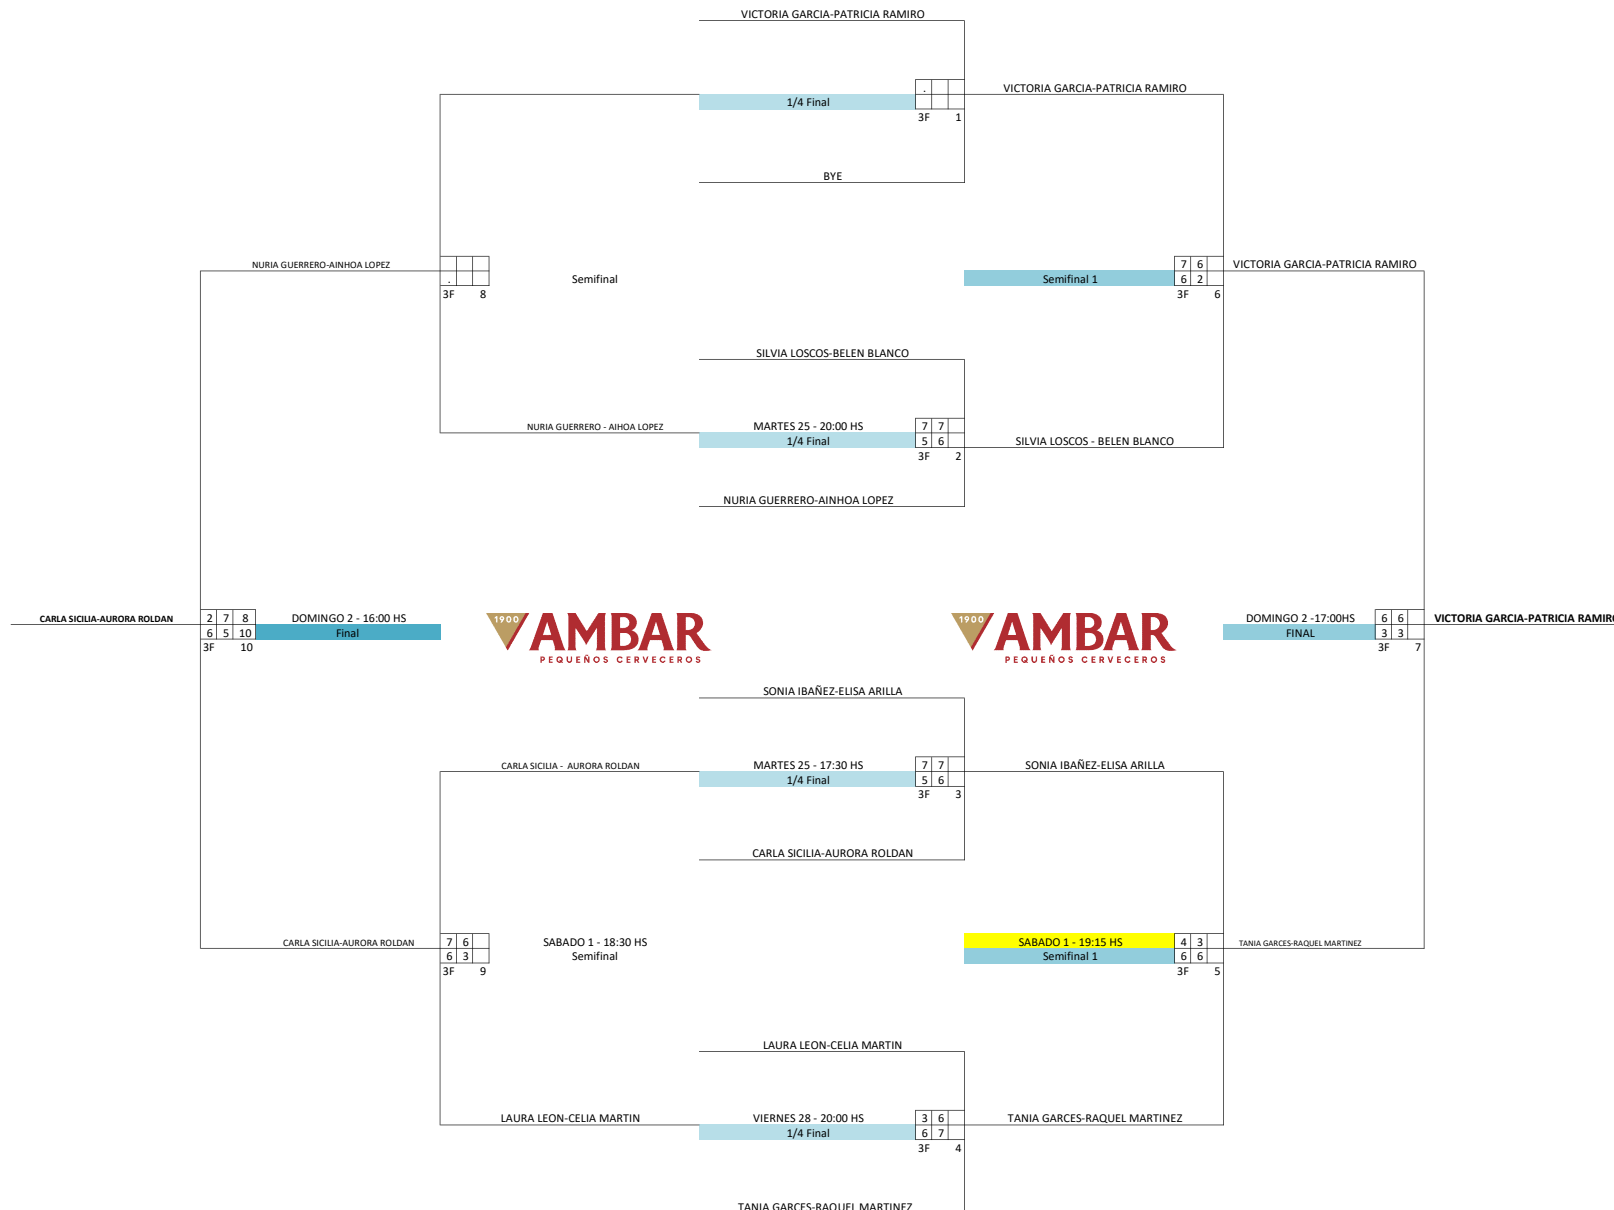 VICTORIA GARCIA-PATRICIA RAMIRO
. VICTORIA GARCIA-PATRICIA RAMIRO
1/4 Final
3F 1
BYE
NURIA GUERRERO-AINHOA LOPEZ 7 6 VICTORIA GARCIA-PATRICIA RAMIRO
. Semifinal Semifinal 1 6 2
3F 8 3F 6
SILVIA LOSCOS-BELEN BLANCO
NURIA GUERRERO - AIHOA LOPEZ MARTES 25 - 20:00 HS 7 7
1/4 Final 5 6 SILVIA LOSCOS - BELEN BLANCO
3F 2
NURIA GUERRERO-AINHOA LOPEZ
CARLA SICILIA-AURORA ROLDAN 2 7 8 DOMINGO 2 - 16:00 HS 1900 AMBAR 1900 AMBAR DOMINGO 2 -17:00HS 6 6 VICTORIA GARCIA-PATRICIA RAMIRO
6 5 10 Final FINAL 3 3
3F 10 PEQUEÑOS CERVECEROS PEQUEÑOS CERVECEROS 3F 7
SONIA IBAÑEZ-ELISA ARILLA
CARLA SICILIA - AURORA ROLDAN MARTES 25 - 17:30 HS 7 7 SONIA IBAÑEZ-ELISA ARILLA
1/4 Final 5 6
3F 3
CARLA SICILIA-AURORA ROLDAN
CARLA SICILIA-AURORA ROLDAN 7 6 SABADO 1 - 18:30 HS SABADO 1 - 19:15 HS 4 3 TANIA GARCES-RAQUEL MARTINEZ
6 3 Semifinal Semifinal 1 6 6
3F 9 3F 5
LAURA LEON-CELIA MARTIN
LAURA LEON-CELIA MARTIN VIERNES 28 - 20:00 HS 3 6 TANIA GARCES-RAQUEL MARTINEZ
1/4 Final 6 7
3F 4
TANIA GARCES-RAQUEL MARTINEZ